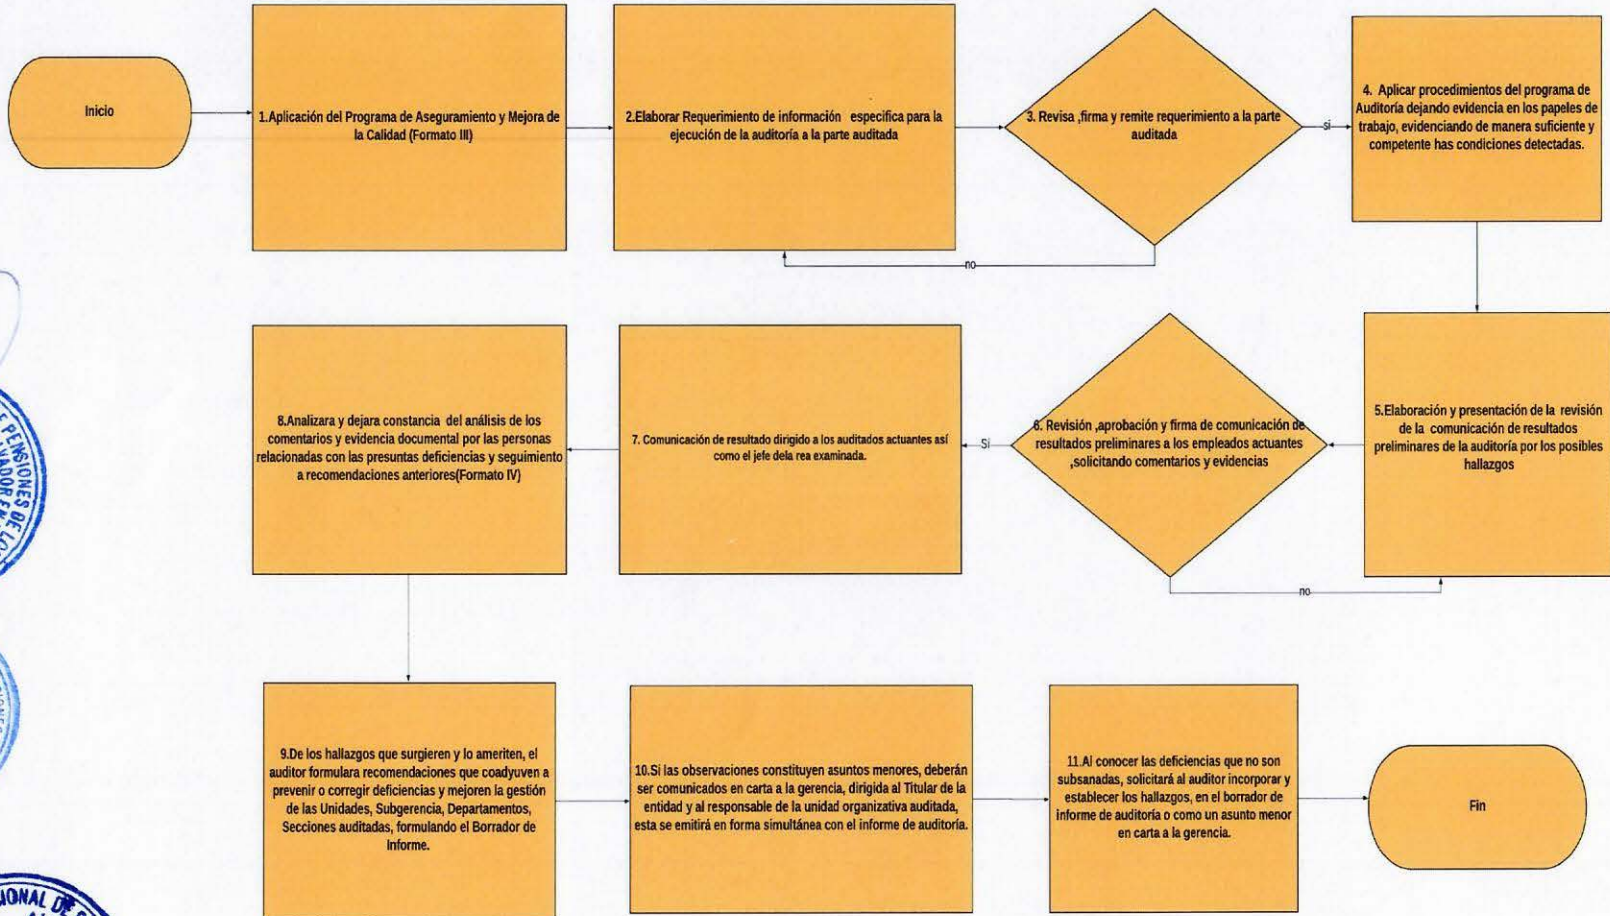 Inicio
1.Aplicación del Programa de Aseguramiento y Mejora de
la Calidad (Formato III)
2.Elaborar Requerimiento de información especifica para la
ejecución de la auditoría a la parte auditada
3. Revisa ,firma y remite requerimiento a la parte
auditada
si
no
4. Aplicar procedimientos del programa de
Auditoría dejando evidencia en los papeles de
trabajo, evidenciando de manera suficiente y
competente has condiciones detectadas.
5.Elaboración y presentación de la revisión
de la comunicación de resultados
preliminares de la auditoría por los posibles
hallazgos
6. Revisión ,aprobación y firma de comunicación de
resultados preliminares a los empleados actuantes
,solicitando comentarios y evidencias
Si
no
7. Comunicación de resultado dirigido a los auditados actuantes así
como el jefe dela rea examinada.
8.Analizara y dejara constancia del análisis de los
comentarios y evidencia documental por las personas
relacionadas con las presuntas deficiencias y seguimiento
a recomendaciones anteriores(Formato IV)
9.De los hallazgos que surgieren y lo ameriten, el
auditor formulara recomendaciones que coadyuven a
prevenir o corregir deficiencias y mejoren la gestión
de las Unidades, Subgerencia, Departamentos,
Secciones auditadas, formulando el Borrador de
Informe.
10.Si las observaciones constituyen asuntos menores, deberán
ser comunicados en carta a la gerencia, dirigida al Titular de la
entidad y al responsable de la unidad organizativa auditada,
esta se emitirá en forma simultánea con el informe de auditoría.
11.Al conocer las deficiencias que no son
subsanadas, solicitará al auditor incorporar y
establecer los hallazgos, en el borrador de
informe de auditoría o como un asunto menor
en carta a la gerencia.
Fin
PENSIONES DE LOS